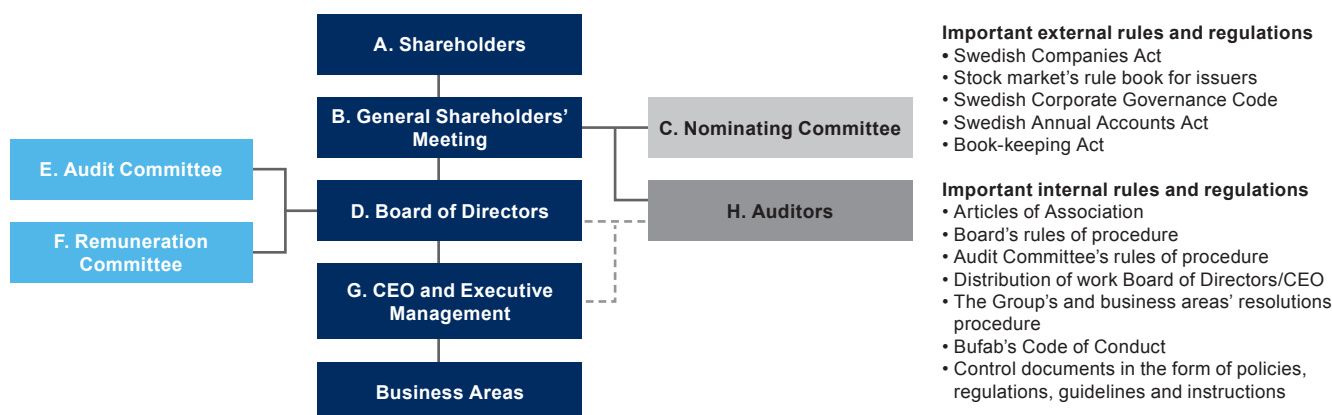 A. Shareholders
B. General Shareholders'
Meeting
C. Nominating Committee
E. Audit Committee
D. Board of Directors
H. Auditors
F. Remuneration
Committee
G. CEO and Executive
Management
Business Areas
Important external rules and regulations
• Swedish Companies Act
• Stock market's rule book for issuers
• Swedish Corporate Governance Code
• Swedish Annual Accounts Act
• Book-keeping Act
Important internal rules and regulations
• Articles of Association
• Board's rules of procedure
• Audit Committee's rules of procedure
• Distribution of work Board of Directors/CEO
• The Group's and business areas' resolutions
procedure
• Bufab's Code of Conduct
• Control documents in the form of policies,
regulations, guidelines and instructions